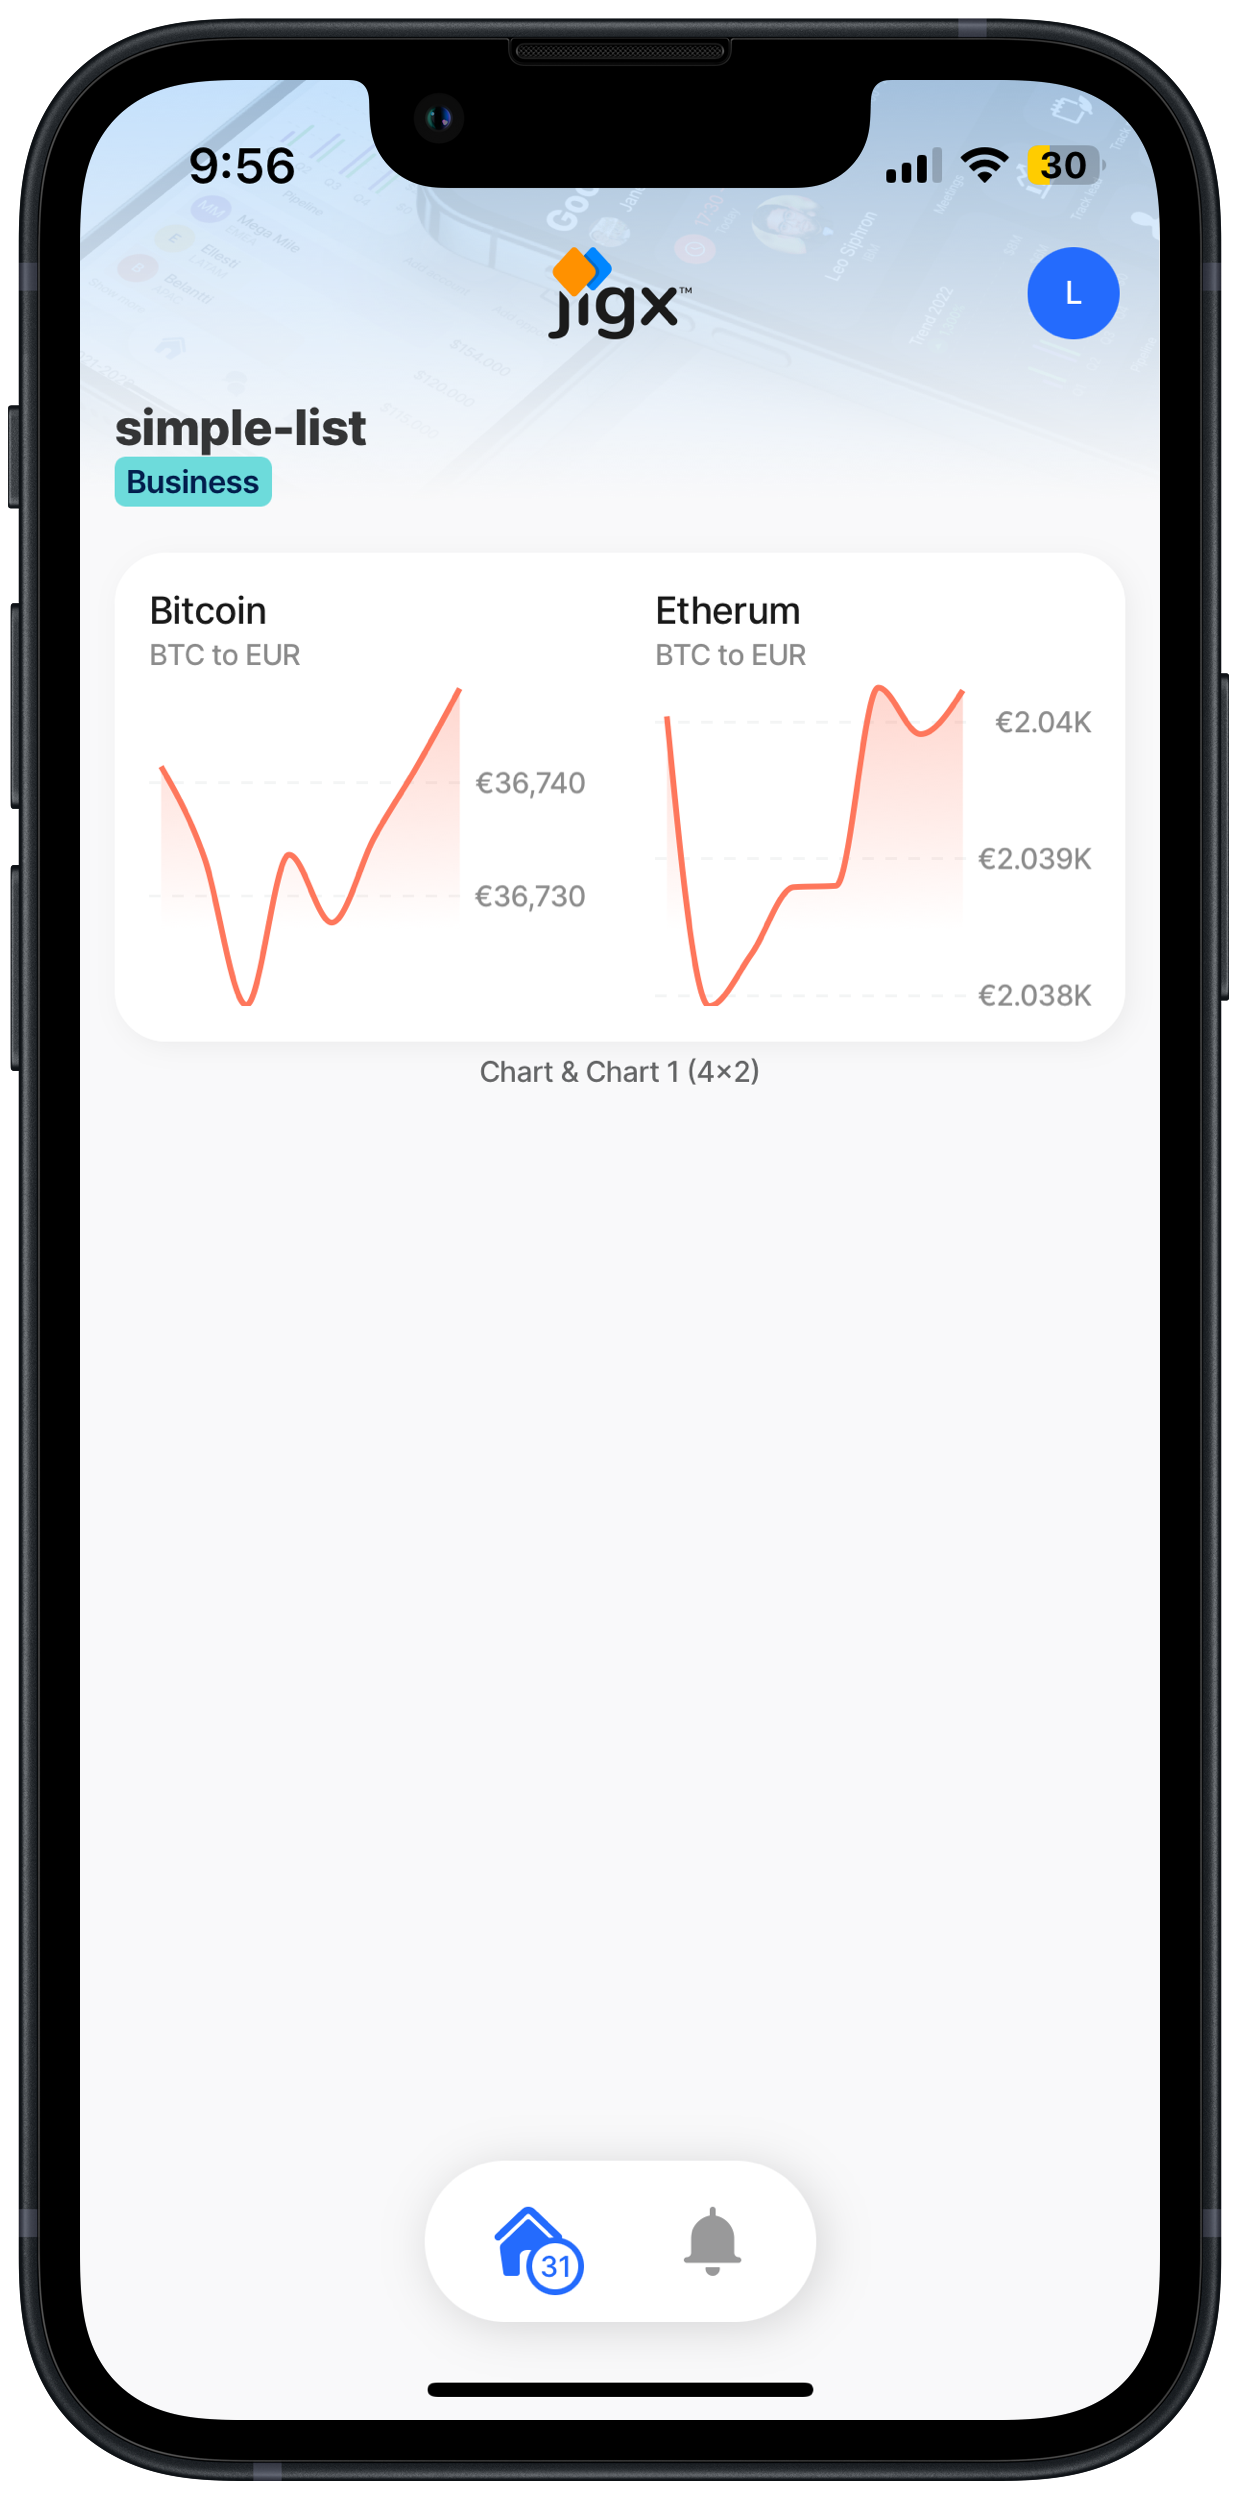 9:56
30
jigx™
L
simple-list
Business
Bitcoin
BTC to EUR
€36,740
€36,730
Etherum
BTC to EUR
€2.04K
€2.039K
€2.038K
Chart & Chart 1 (4×2)
31